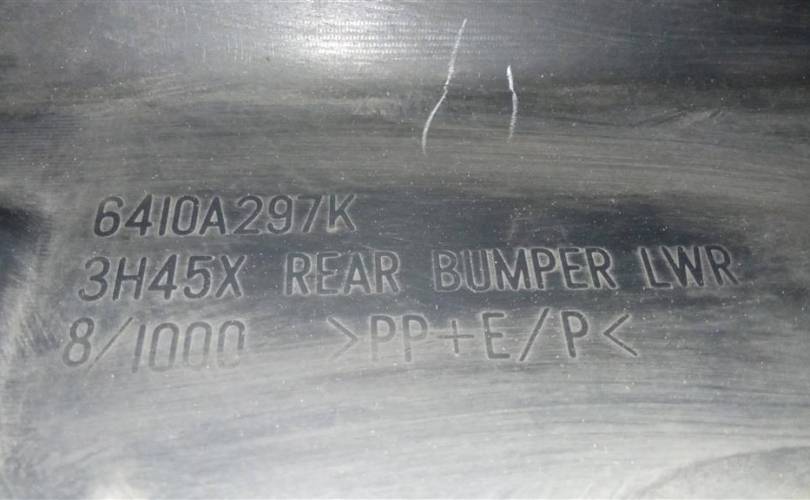 6410A297K
3H45X REAR BUMPER LWR
8/1000 >PP+E/P<